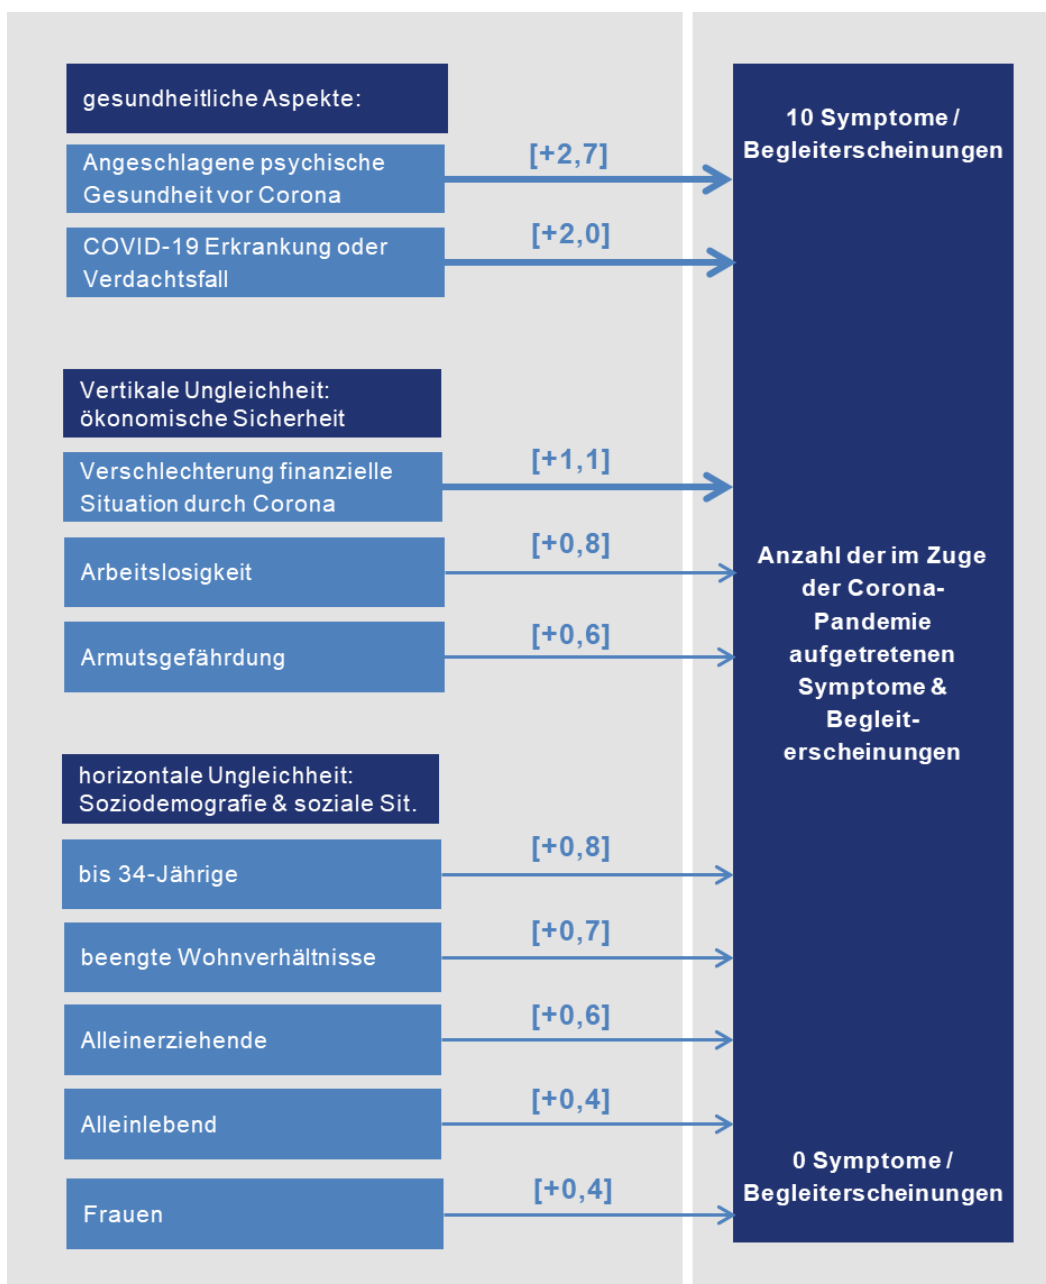 gesundheitliche Aspekte:
Angeschlagene psychische
Gesundheit vor Corona
[+2,7]
COVID-19 Erkrankung oder
Verdachtsfall
[+2,0]
Vertikale Ungleichheit:
ökonomische Sicherheit
Verschlechterung finanzielle
Situation durch Corona
[+1,1]
Arbeitslosigkeit
[+0,8]
Armutsgefährdung
[+0,6]
horizontale Ungleichheit:
Soziodemografie & soziale Sit.
bis 34-Jährige
[+0,8]
beengte Wohnverhältnisse
[+0,7]
Alleinerziehende
[+0,6]
Alleinlebend
[+0,4]
Frauen
[+0,4]
10 Symptome /
Begleiterscheinungen
Anzahl der im Zuge
der Corona-
Pandemie
aufgetretenen
Symptome &
Begleit-
erscheinungen
0 Symptome /
Begleiterscheinungen